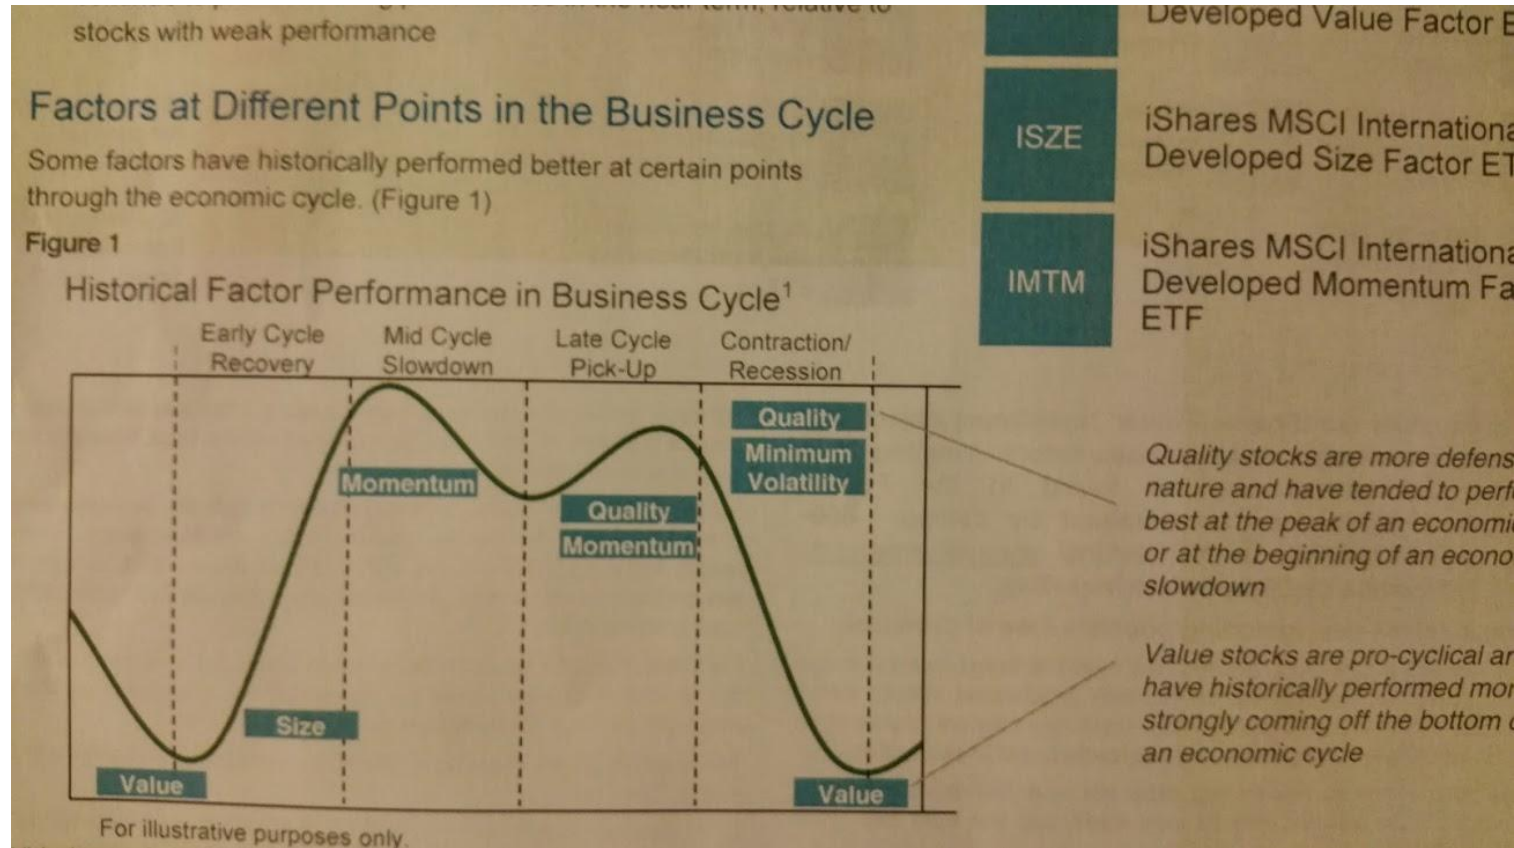 stocks with weak performance
Factors at Different Points in the Business Cycle
Some factors have historically performed better at certain points
through the economic cycle. (Figure 1)
Figure 1
Historical Factor Performance in Business Cycle1
Early Cycle
Recovery
Mid Cycle
Slowdown
Late Cycle
Pick-Up
Contraction/
Recession
Quality
Minimum
Volatility
Momentum
Quality
Momentum
Size
Value
Value
For illustrative purposes only.
Developed Value Factor E
ISZE
iShares MSCI Internationa
Developed Size Factor ET
IMTM
iShares MSCI Internationa
Developed Momentum Fa
ETF
Quality stocks are more defens
nature and have tended to perf
best at the peak of an economi
or at the beginning of an econo
slowdown
Value stocks are pro-cyclical an
have historically performed mor
strongly coming off the bottom o
an economic cycle